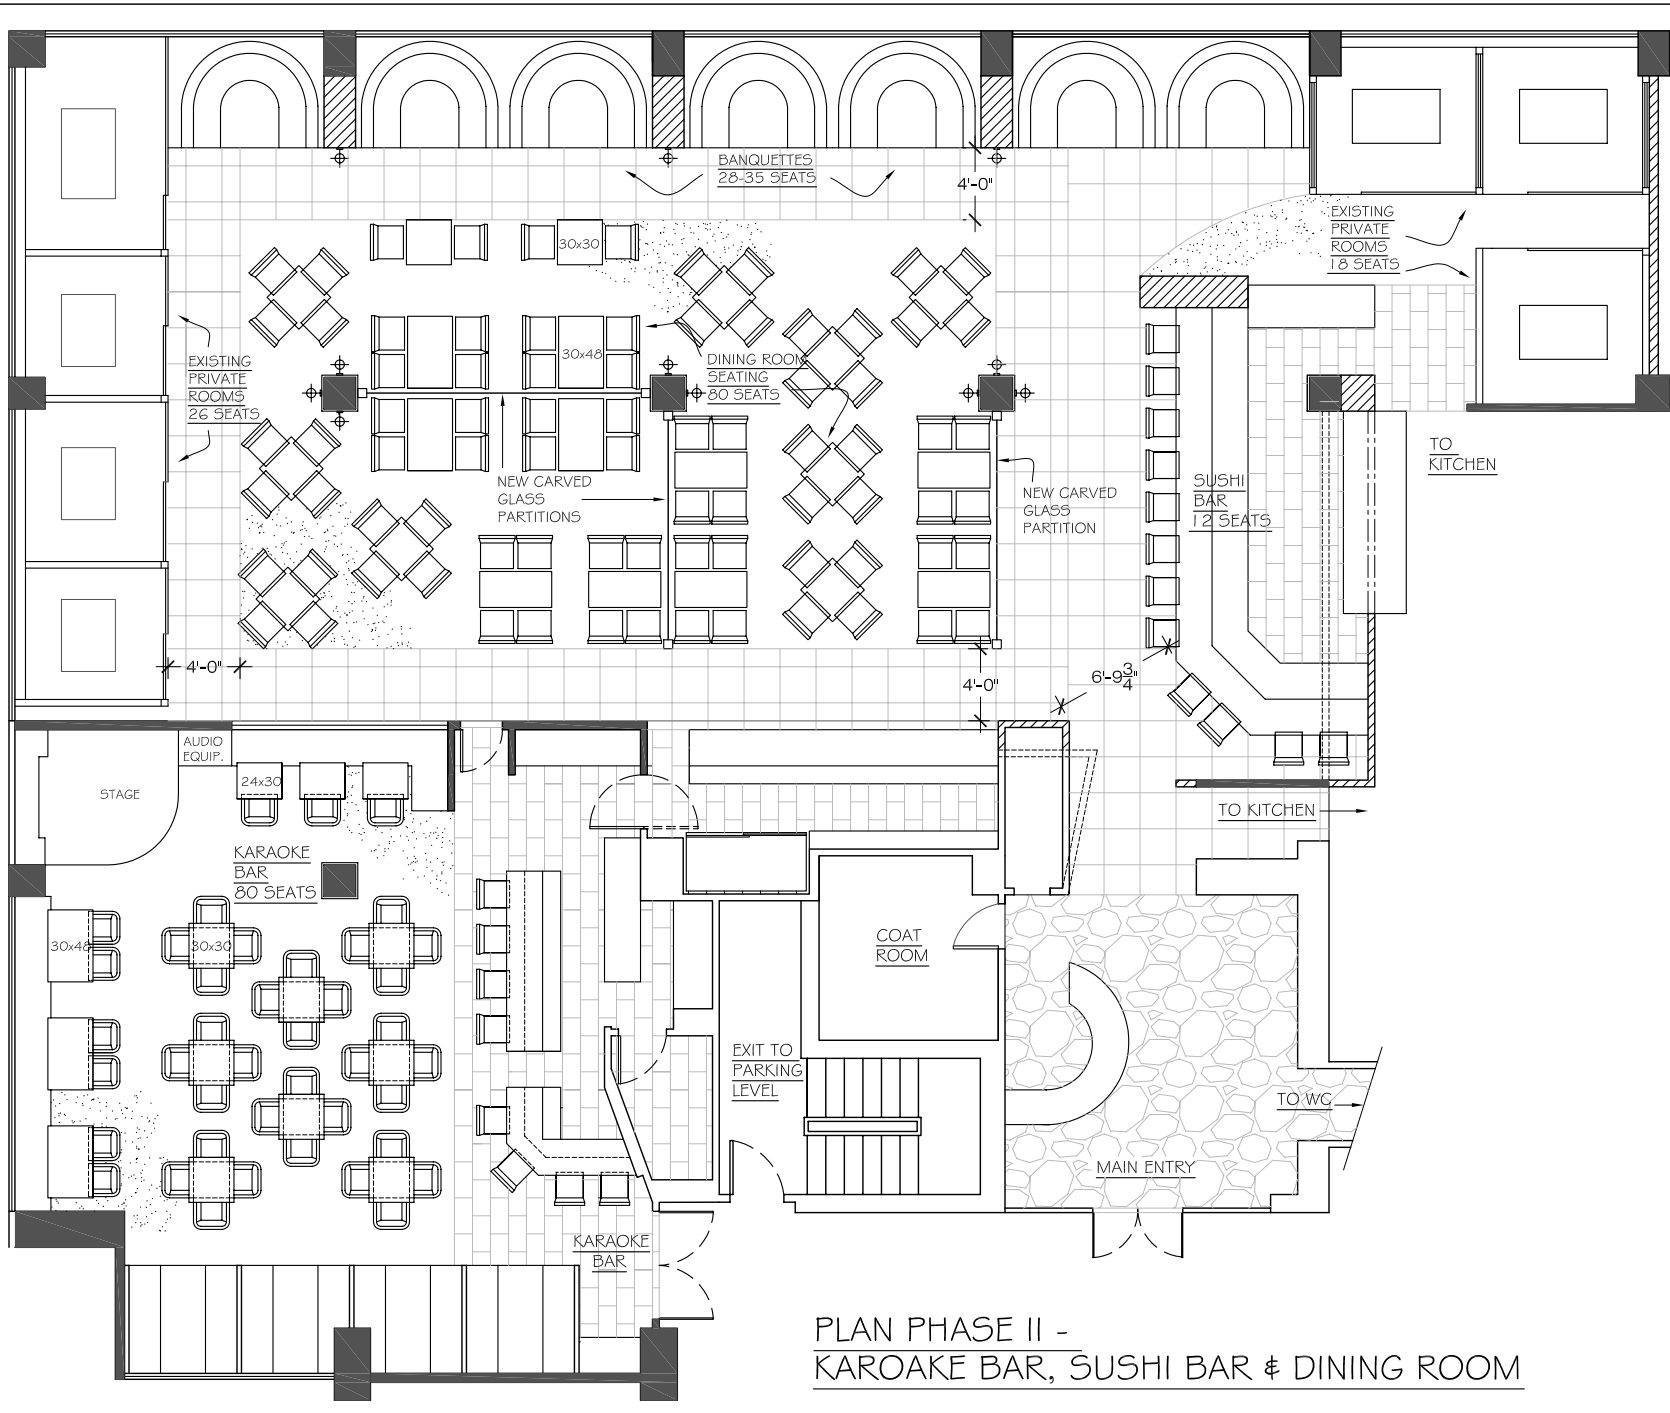 BANQUETTES
28-35 SEATS
4'-0"
EXISTING
PRIVATE
ROOMS
18 SEATS
30x30
30x48
EXISTING
PRIVATE
ROOMS
26 SEATS
DINING ROOM
SEATING
80 SEATS
TO
KITCHEN
NEW CARVED
GLASS
PARTITIONS
NEW CARVED
GLASS
PARTITION
SUSHI
BAR
12 SEATS
4'-0"
4'-0"
6'-9 3/4"
AUDIO
EQUIP.
STAGE
24x30
TO KITCHEN
KARAOKE
BAR
80 SEATS
30x48
30x30
COAT
ROOM
EXIT TO
PARKING
LEVEL
TO WC
MAIN ENTRY
KARAOKE
BAR
PLAN PHASE II -
KAROAKE BAR, SUSHI BAR & DINING ROOM